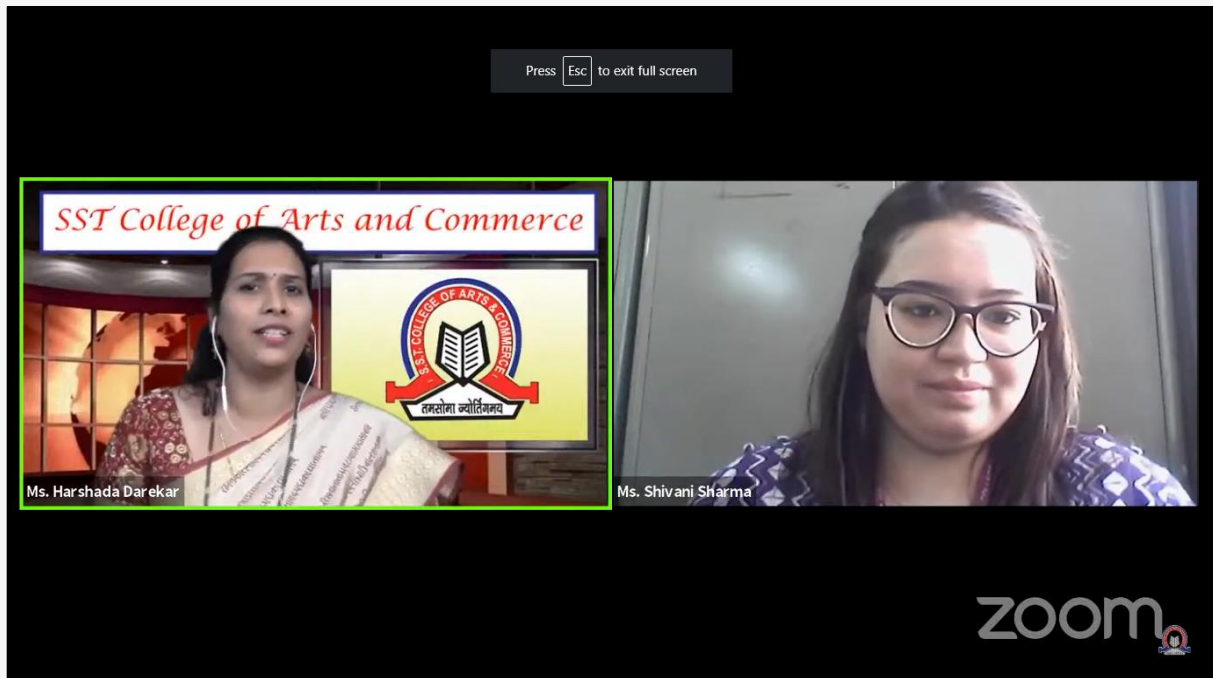 Press Esc to exit full screen
SST College of Arts and Commerce
S.S.T. COLLEGE OF ARTS & COMMERCE
तमसोमा ज्योर्तिगमय
Ms. Harshada Darekar
Ms. Shivani Sharma
zoom